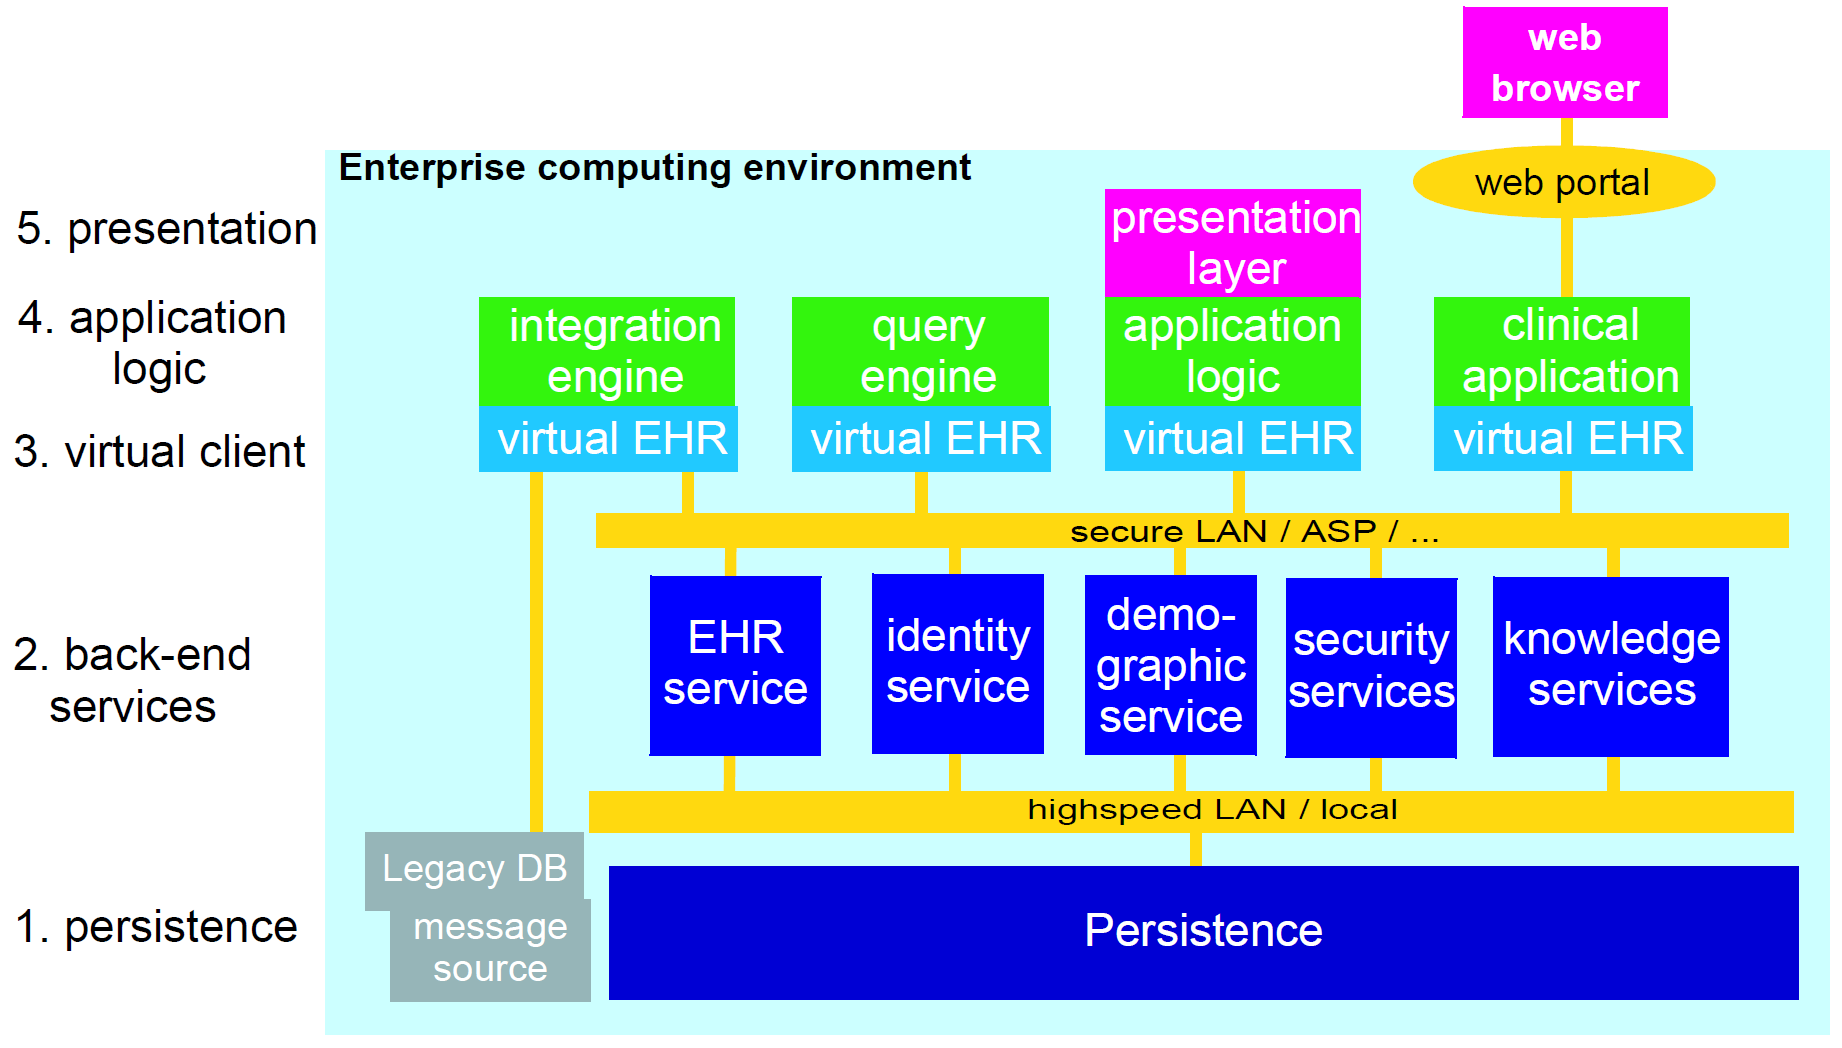 web
browser
Enterprise computing environment
web portal
5. presentation
presentation
layer
4. application
logic
integration
engine
query
engine
application
logic
clinical
application
3. virtual client
virtual EHR
virtual EHR
virtual EHR
virtual EHR
secure LAN / ASP / ...
2. back-end
services
EHR
service
identity
service
demo-
graphic
service
security
services
knowledge
services
highspeed LAN / local
1. persistence
Legacy DB
message
source
Persistence